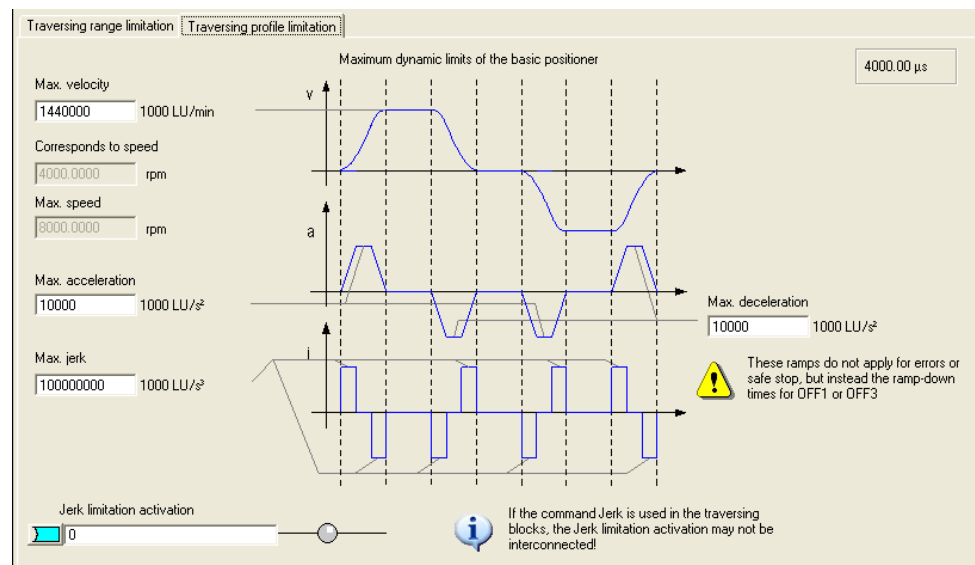 Traversing range limitation Traversing profile limitation
Maximum dynamic limits of the basic positioner
4000.00 µs
Max. velocity
1440000 1000 LU/min
Corresponds to speed
4000.0000 rpm
Max. speed
8000.0000 rpm
Max. acceleration
10000 1000 LU/s²
Max. jerk
100000000 1000 LU/s³
v
a
j
Max. deceleration
10000 1000 LU/s²
These ramps do not apply for errors or
safe stop, but instead the ramp-down
times for OFF1 or OFF3
Jerk limitation activation
0
If the command Jerk is used in the traversing
blocks, the Jerk limitation activation may not be
interconnected!